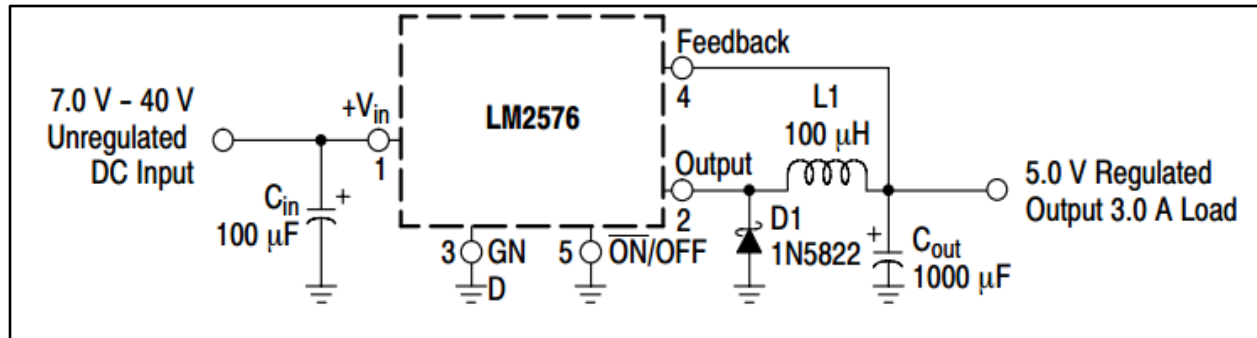 7.0 V - 40 V
Unregulated
DC Input
+Vin
1
Cin
+
100 µF
LM2576
3
GN
D
5
ON/OFF
Feedback
4
Output
2
D1
1N5822
L1
100 µH
+
Cout
1000 µF
5.0 V Regulated
Output 3.0 A Load